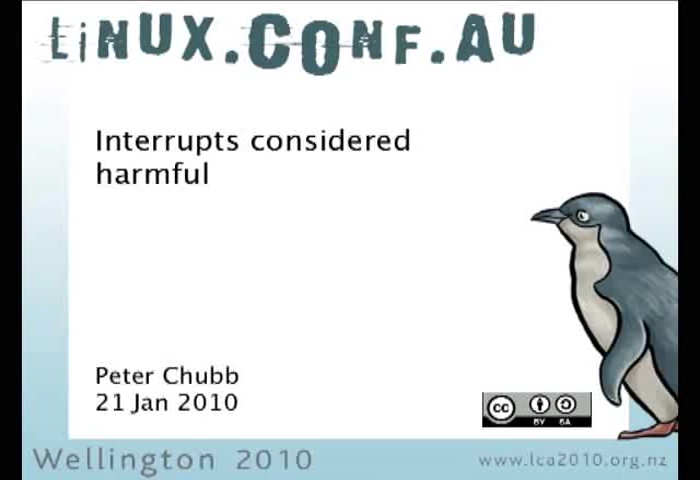 LiNUX.CONF.AU
Interrupts considered
harmful
Peter Chubb
21 Jan 2010
cc
BY SA
Wellington 2010
www.lca2010.org.nz